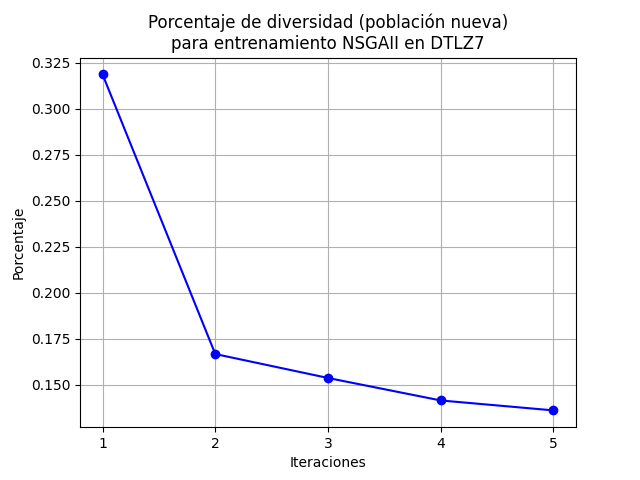 Porcentaje de diversidad (población nueva)
para entrenamiento NSGAII en DTLZ7
0.325
0.300
0.275
0.250
0.225
0.200
0.175
0.150
Porcentaje
1 2 3 4 5
Iteraciones